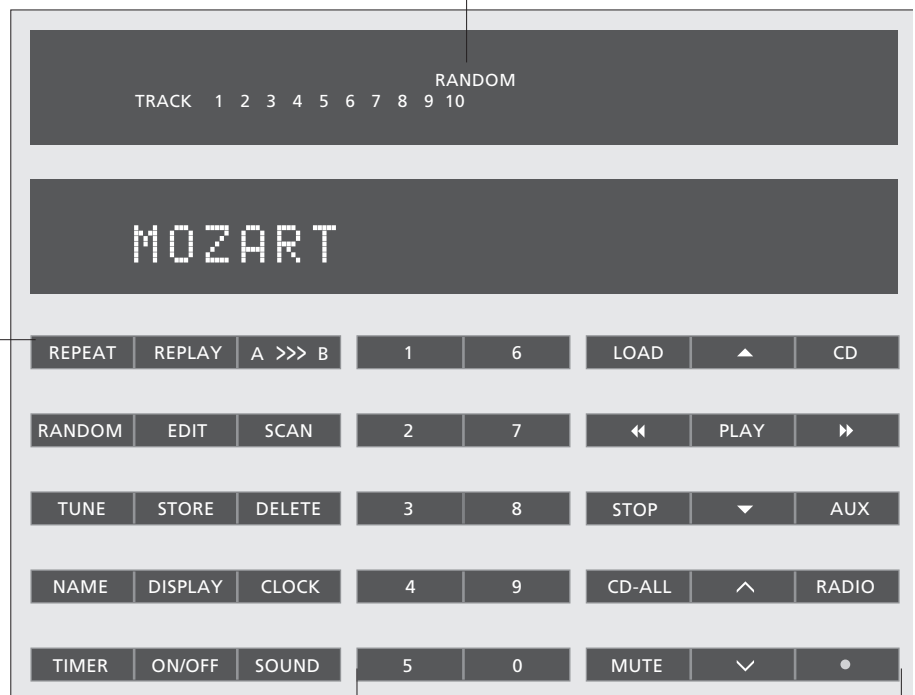 RANDOM
TRACK 1 2 3 4 5 6 7 8 9 10
MOZART
REPEAT REPLAY A >>> B 1 6 LOAD ▲ CD
RANDOM EDIT SCAN 2 7 ◀◀ PLAY ▶▶
TUNE STORE DELETE 3 8 STOP ▼ AUX
NAME DISPLAY CLOCK 4 9 CD-ALL ∧ RADIO
TIMER ON/OFF SOUND 5 0 MUTE ∨ ●